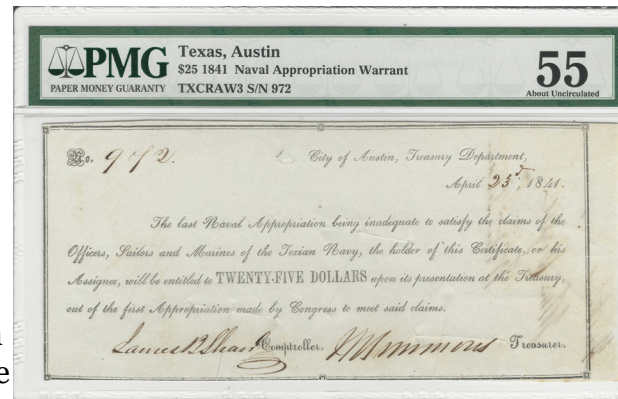 PMG
PAPER MONEY GUARANTY
Texas, Austin
$25 1841 Naval Appropriation Warrant
TXCRAW3 S/N 972
55
About Uncirculated
No. 972.
City of Austin, Treasury Department,
April 23d, 1841.
The last Naval Appropriation being inadequate to satisfy the claims of the
Officers, Sailors and Marines of the Texian Navy, the holder of this Certificate, or his
Assignee, will be entitled to TWENTY-FIVE DOLLARS upon its presentation at the Treasury,
out of the first Appropriation made by Congress to meet said claims.
James B Shaw Comptroller. Treasurer.